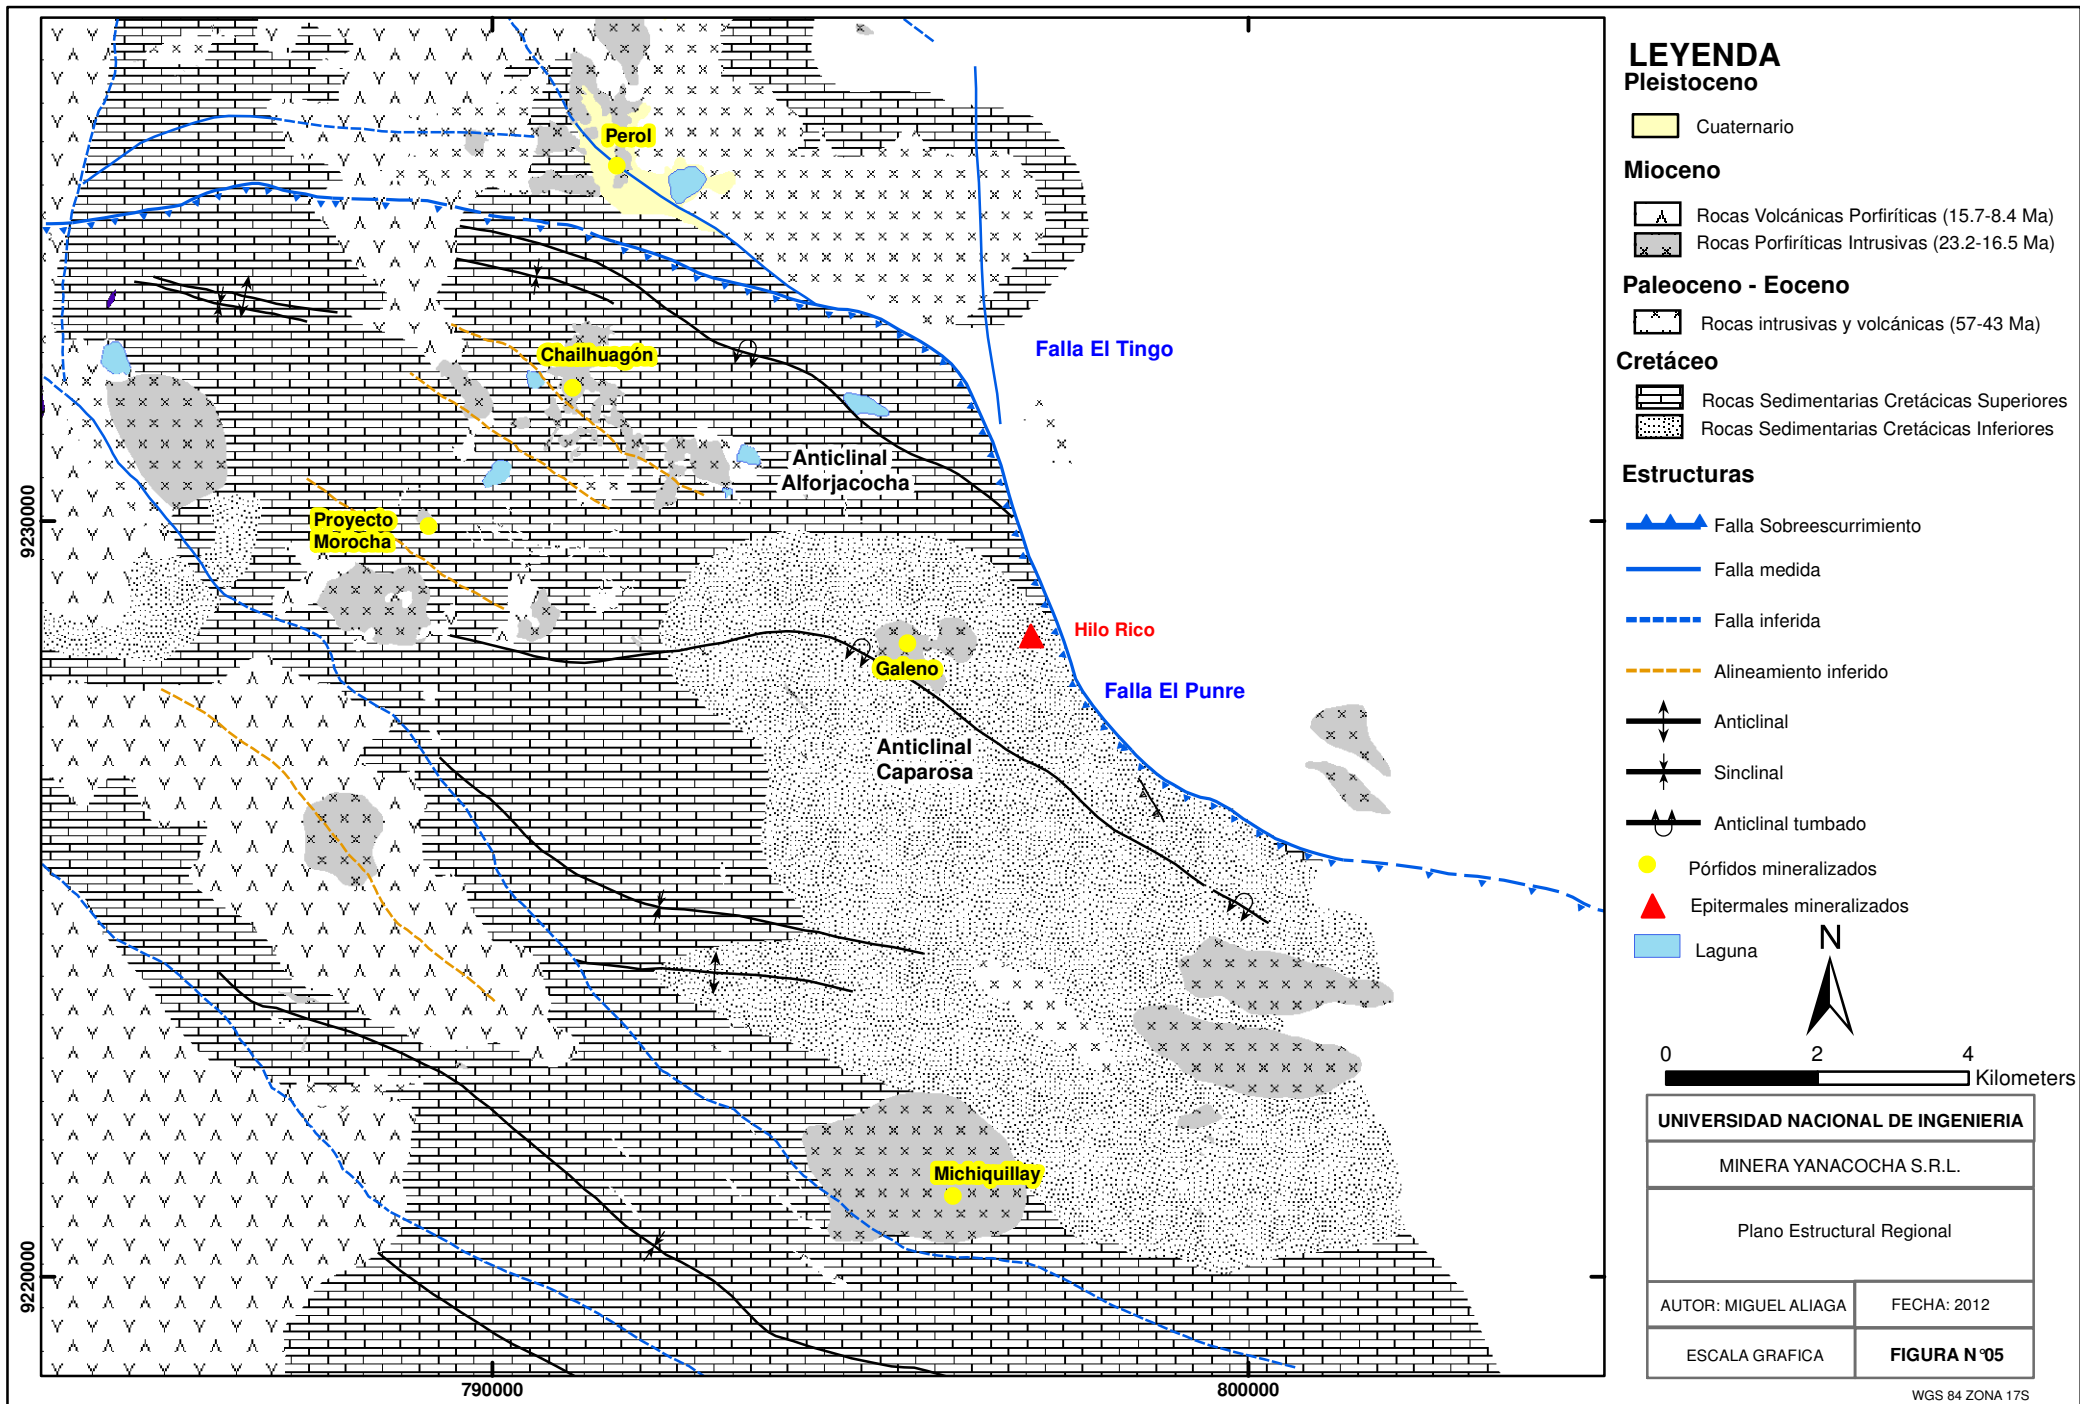 Perol
Chailhuagón
Falla El Tingo
Anticlinal
Alforjacocha
Proyecto
Morocha
Hilo Rico
Galeno
Falla El Punre
Anticlinal
Caparosa
Michiquillay
9230000
9220000
790000
800000
LEYENDA
Pleistoceno
Cuaternario
Mioceno
Rocas Volcánicas Porfiríticas (15.7-8.4 Ma)
Rocas Porfiríticas Intrusivas (23.2-16.5 Ma)
Paleoceno - Eoceno
Rocas intrusivas y volcánicas (57-43 Ma)
Cretáceo
Rocas Sedimentarias Cretácicas Superiores
Rocas Sedimentarias Cretácicas Inferiores
Estructuras
Falla Sobreescurrimiento
Falla medida
Falla inferida
Alineamiento inferido
Anticlinal
Sinclinal
Anticlinal tumbado
Pórfidos mineralizados
Epitermales mineralizados
Laguna
N
0 2 4
Kilometers
UNIVERSIDAD NACIONAL DE INGENIERIA
MINERA YANACOCHA S.R.L.
Plano Estructural Regional
AUTOR: MIGUEL ALIAGA
FECHA: 2012
ESCALA GRAFICA
FIGURA N°05
WGS 84 ZONA 17S